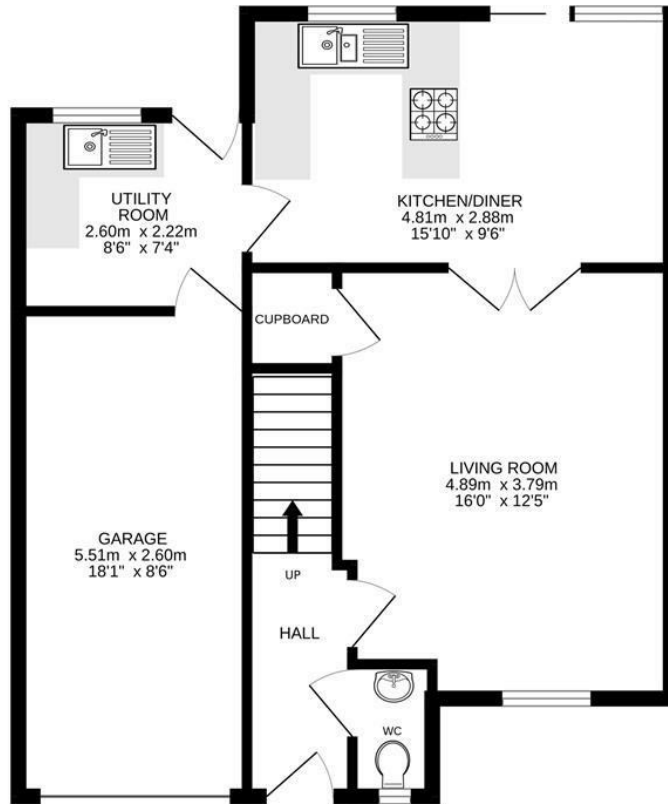 UTILITY
ROOM
2.60m x 2.22m
8'6" x 7'4"
KITCHEN/DINER
4.81m x 2.88m
15'10" x 9'6"
CUPBOARD
LIVING ROOM
4.89m x 3.79m
16'0" x 12'5"
GARAGE
5.51m x 2.60m
18'1" x 8'6"
UP
HALL
WC